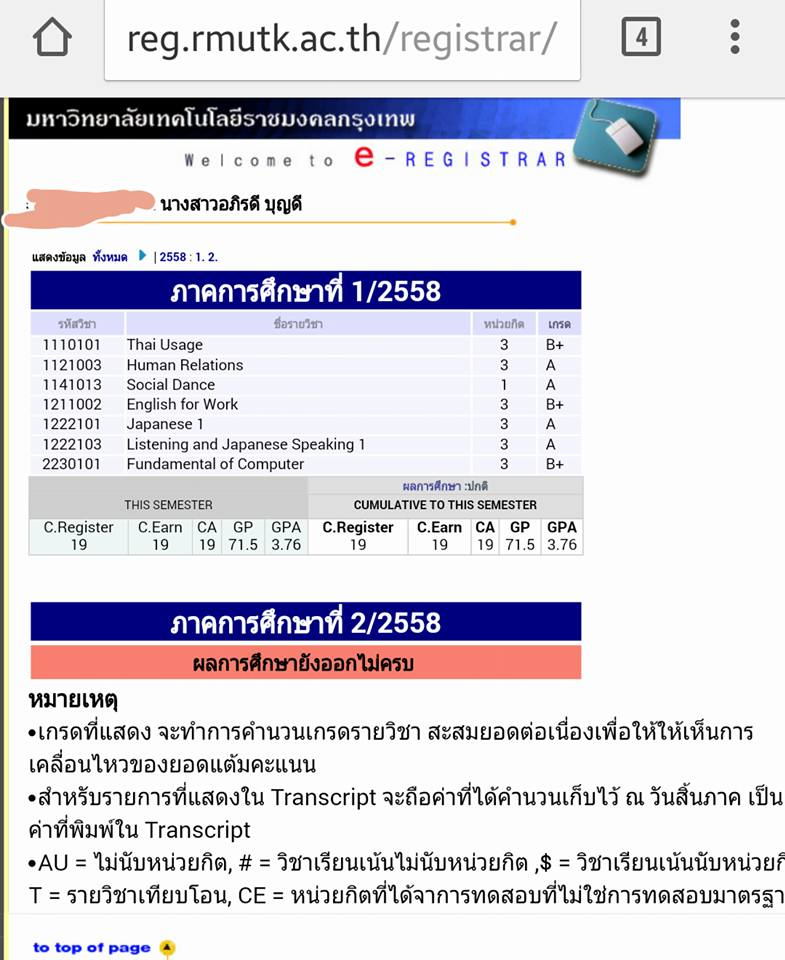 reg.rmutk.ac.th/registrar/
4
มหาวิทยาลัยเทคโนโลยีราชมงคลกรุงเทพ
Welcome to e-REGISTRAR
นางสาวอภิรดี บุญดี
แสดงข้อมูล ทั้งหมด | 2558 : 1. 2.
ภาคการศึกษาที่ 1/2558
รหัสวิชา ชื่อรายวิชา หน่วยกิต เกรด
1110101 Thai Usage 3 B+
1121003 Human Relations 3 A
1141013 Social Dance 1 A
1211002 English for Work 3 B+
1222101 Japanese 1 3 A
1222103 Listening and Japanese Speaking 1 3 A
2230101 Fundamental of Computer 3 B+
ผลการศึกษา :ปกติ
THIS SEMESTER CUMULATIVE TO THIS SEMESTER
C.Register C.Earn CA GP GPA C.Register C.Earn CA GP GPA
19 19 19 71.5 3.76 19 19 19 71.5 3.76
ภาคการศึกษาที่ 2/2558
ผลการศึกษายังออกไม่ครบ
หมายเหตุ
•เกรดที่แสดง จะทำการคำนวนเกรดรายวิชา สะสมยอดต่อเนื่องเพื่อให้ให้เห็นการ
เคลื่อนไหวของยอดแต้มคะแนน
•สำหรับรายการที่แสดงใน Transcript จะถือค่าที่ได้คำนวนเก็บไว้ ณ วันสิ้นภาค เป็น
ค่าที่พิมพ์ใน Transcript
•AU = ไม่นับหน่วยกิต, # = วิชาเรียนเน้นไม่นับหน่วยกิต ,$ = วิชาเรียนเน้นนับหน่วยกิ
T = รายวิชาเทียบโอน, CE = หน่วยกิตที่ได้จาการทดสอบที่ไม่ใช่การทดสอบมาตรฐา
to top of page